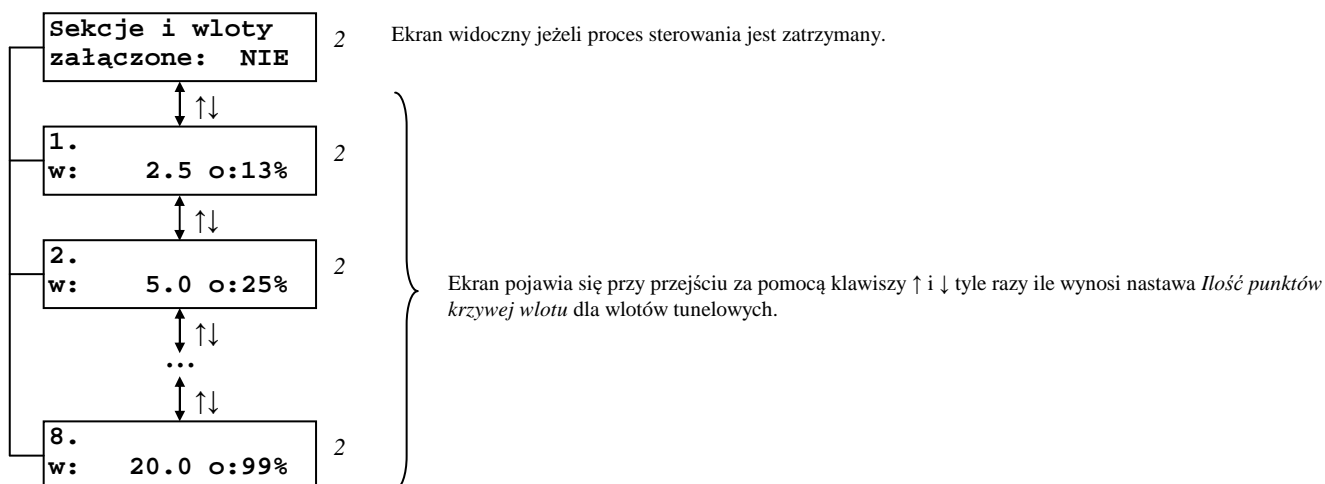 Sekcje i wloty
załączone: NIE
2
Ekran widoczny jeżeli proces sterowania jest zatrzymany.
↑↓
1.
w: 2.5 o:13%
2
↑↓
2.
w: 5.0 o:25%
2
Ekran pojawia się przy przejściu za pomocą klawiszy ↑ i ↓ tyle razy ile wynosi nastawa Ilość punktów
krzywej wlotu dla wlotów tunelowych.
↑↓
...
↑↓
8.
w: 20.0 o:99%
2